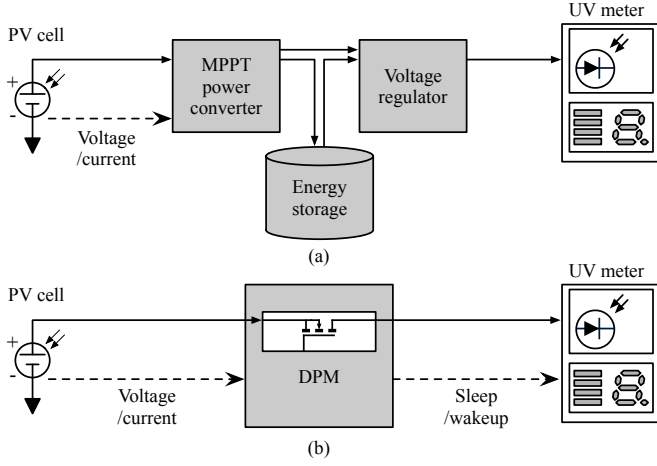 UV meter
PV cell
+
-
MPPT
power
converter
Voltage
regulator
Voltage
/current
Energy
storage
(a)
UV meter
PV cell
+
-
DPM
Voltage
/current
Sleep
/wakeup
(b)